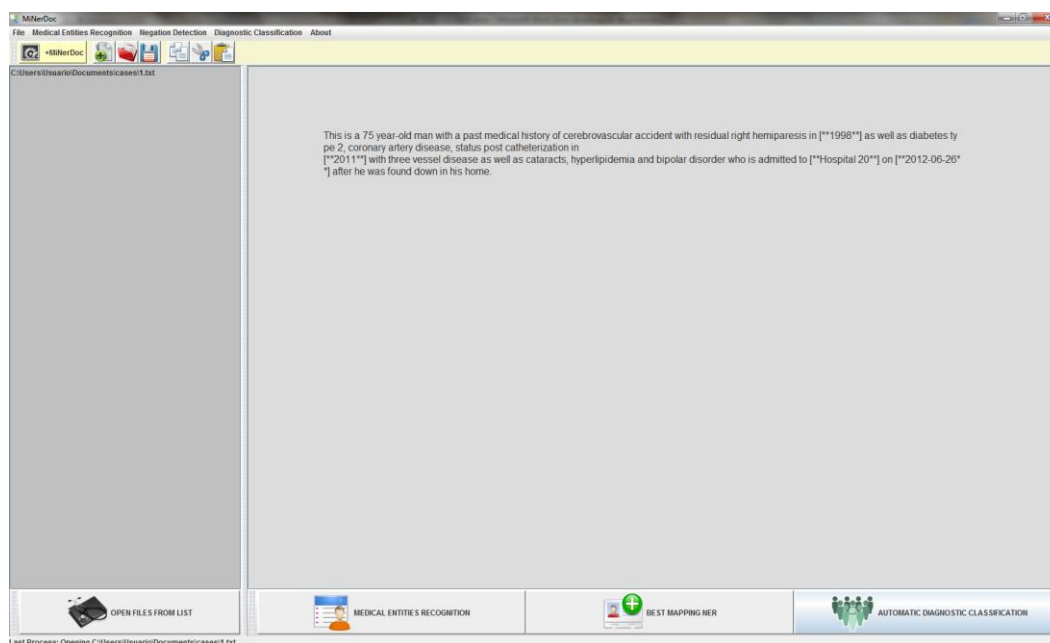 MiNerDoc
File Medical Entities Recognition Negation Detection Diagnostic Classification About
+MiNerDoc
C:\Users\Usuario\Documents\cases\1.txt
This is a 75 year-old man with a past medical history of cerebrovascular accident with residual right hemiparesis in [**1998**] as well as diabetes ty
pe 2, coronary artery disease, status post catheterization in
[**2011**] with three vessel disease as well as cataracts, hyperlipidemia and bipolar disorder who is admitted to [**Hospital 20**] on [**2012-06-26*
*] after he was found down in his home.
OPEN FILES FROM LIST
MEDICAL ENTITIES RECOGNITION
BEST MAPPING NER
AUTOMATIC DIAGNOSTIC CLASSIFICATION
Last Process: Opening C:\Users\Usuario\Documents\cases\1.txt